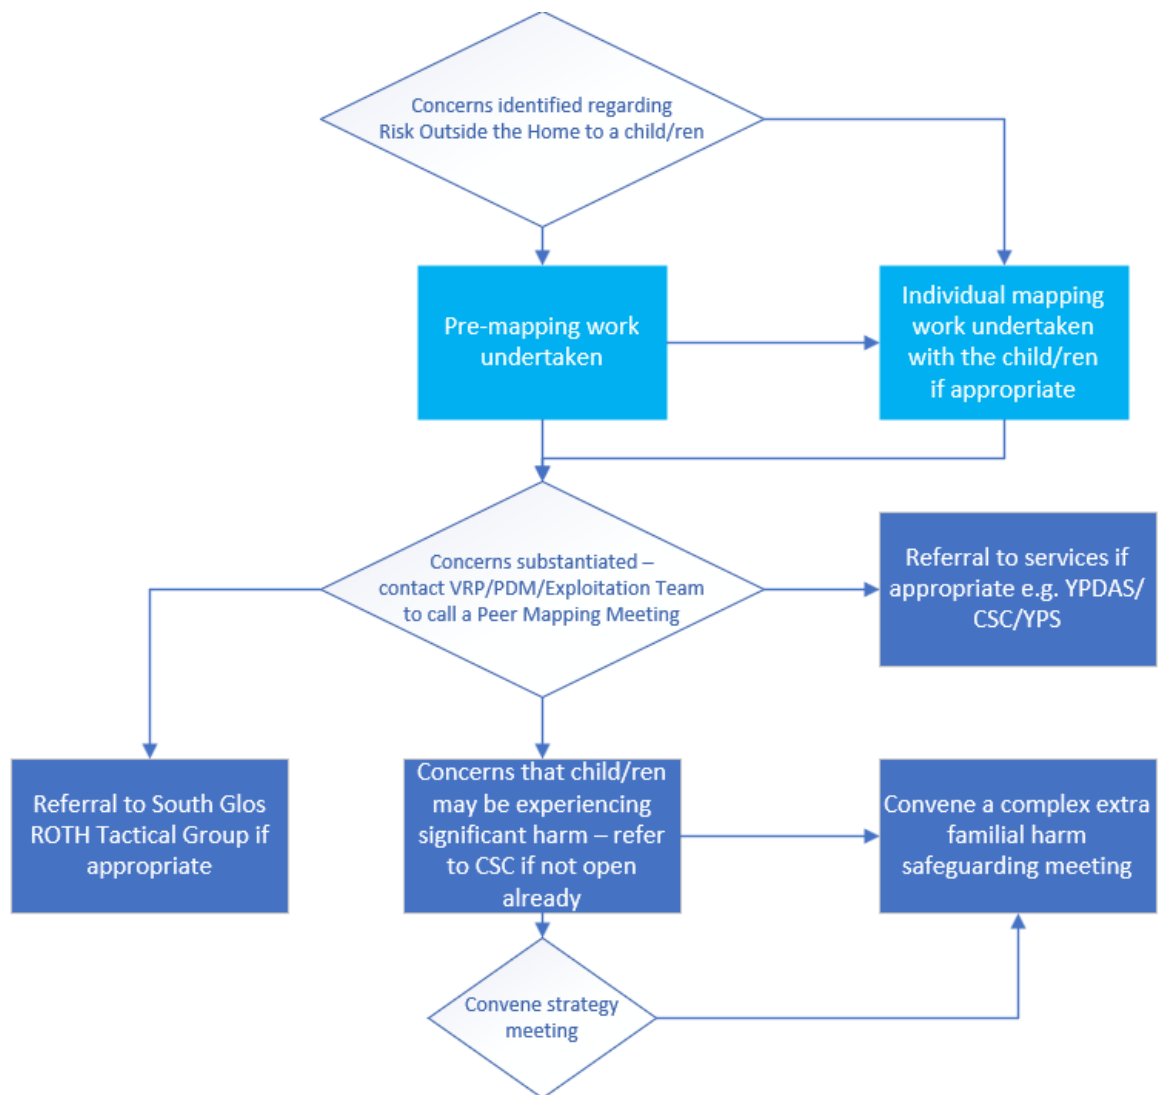 Concerns identified regarding
Risk Outside the Home to a child/ren
Pre-mapping work
undertaken
Individual mapping
work undertaken
with the child/ren
if appropriate
Concerns substantiated –
contact VRP/PDM/Exploitation Team
to call a Peer Mapping Meeting
Referral to services if
appropriate e.g. YPDAS/
CSC/YPS
Referral to South Glos
ROTH Tactical Group if
appropriate
Concerns that child/ren
may be experiencing
significant harm – refer
to CSC if not open
already
Convene a complex extra
familial harm
safeguarding meeting
Convene strategy
meeting